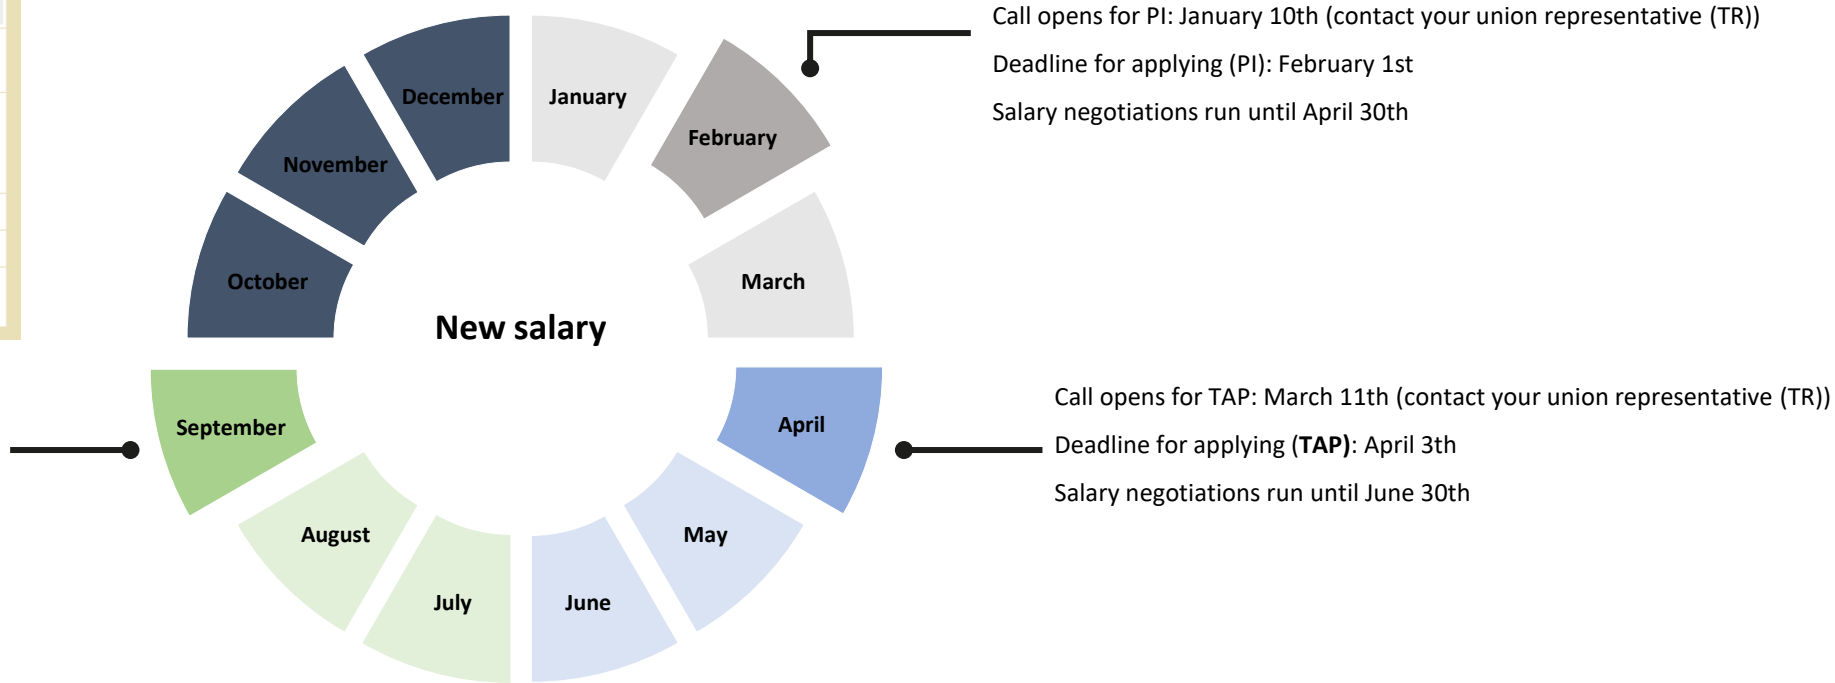 Call opens for PI: January 10th (contact your union representative (TR))
Deadline for applying (PI): February 1st
Salary negotiations run until April 30th
December
January
February
November
March
October
New salary
September
April
Call opens for TAP: March 11th (contact your union representative (TR))
Deadline for applying (TAP): April 3th
Salary negotiations run until June 30th
August
May
July
June